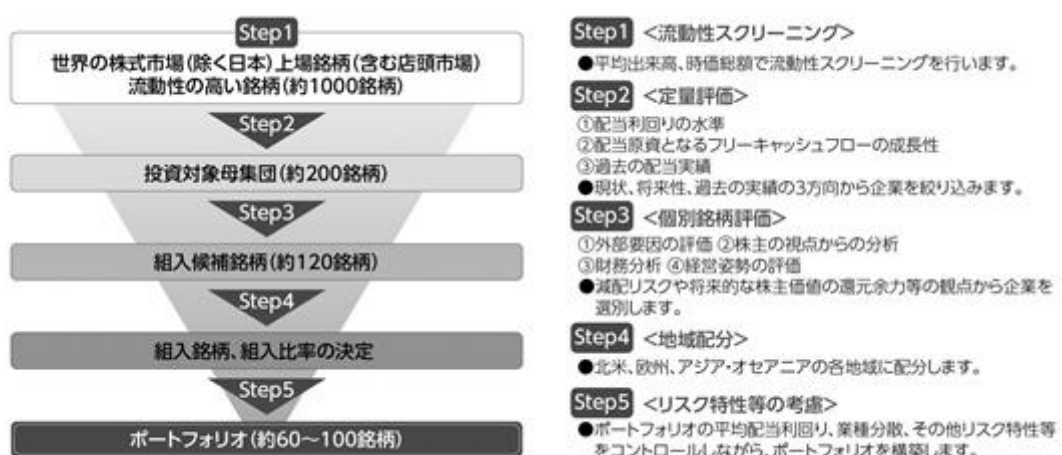 Step1
世界の株式市場(除く日本)上場銘柄(含む店頭市場)
流動性の高い銘柄(約1000銘柄)
Step2
投資対象母集団(約200銘柄)
Step3
組入候補銘柄(約120銘柄)
Step4
組入銘柄、組入比率の決定
Step5
ポートフォリオ(約60～100銘柄)
Step1 <流動性スクリーニング>
●平均出来高、時価総額で流動性スクリーニングを行います。
Step2 <定量評価>
①配当利回りの水準
②配当原資となるフリーキャッシュフローの成長性
③過去の配当実績
●現状、将来性、過去の実績の3方向から企業を絞り込みます。
Step3 <個別銘柄評価>
①外部要因の評価 ②株主の視点からの分析
③財務分析 ④経営姿勢の評価
●減配リスクや将来的な株主価値の還元余力等の観点から企業を
選別します。
Step4 <地域配分>
●北米、欧州、アジア・オセアニアの各地域に配分します。
Step5 <リスク特性等の考慮>
●ポートフォリオの平均配当利回り、業種分散、その他リスク特性等
をコントロールしながら、ポートフォリオを構築します。